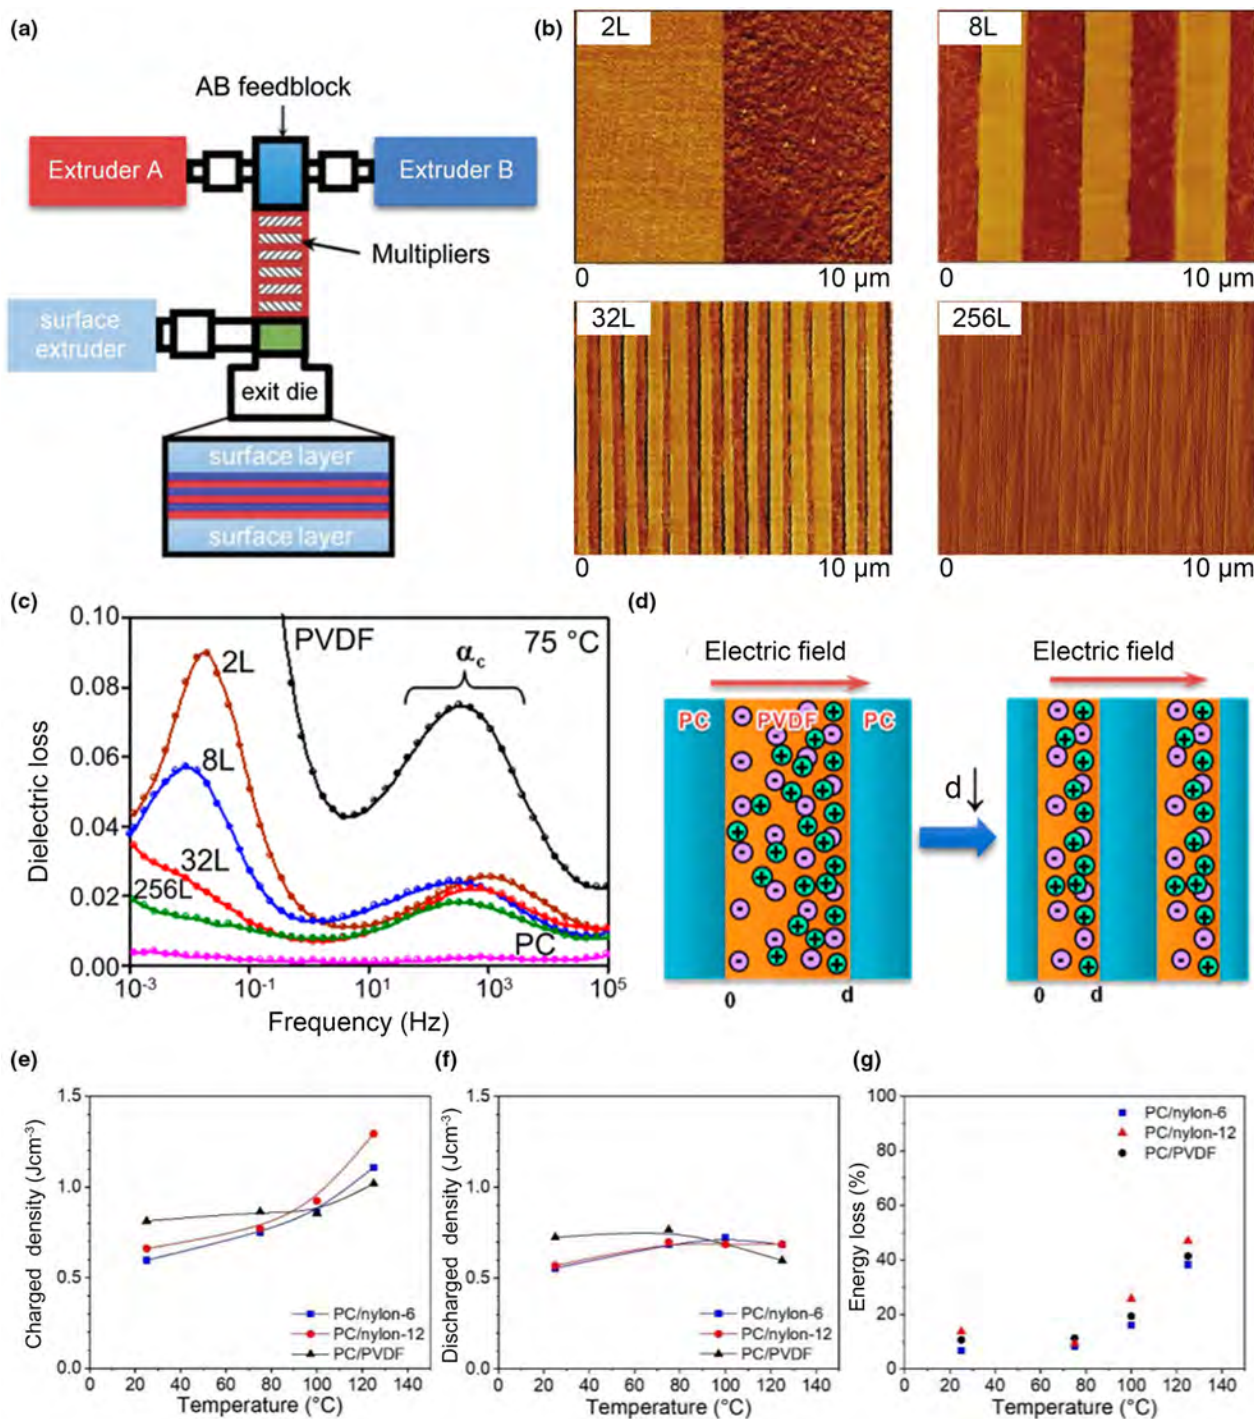 (a)
AB feedblock
Extruder A
Extruder B
Multipliers
surface
extruder
exit die
surface layer
surface layer
(b)
2L
0 10 µm
8L
0 10 µm
32L
0 10 µm
256L
0 10 µm
(c)
Dielectric loss
0.10
0.08
0.06
0.04
0.02
0.00
PVDF
75 °C
αc
2L
8L
32L
256L
PC
10-3 10-1 101 103 105
Frequency (Hz)
(d)
Electric field
PC PVDF PC
0 d
d ↓
Electric field
0 d
(e)
Charged density (Jcm-3)
1.5
1.0
0.5
0.0
PC/nylon-6
PC/nylon-12
PC/PVDF
0 20 40 60 80 100 120 140
Temperature (°C)
(f)
Discharged density (Jcm-3)
1.5
1.0
0.5
0.0
PC/nylon-6
PC/nylon-12
PC/PVDF
0 20 40 60 80 100 120 140
Temperature (°C)
(g)
Energy loss (%)
100
80
60
40
20
0
PC/nylon-6
PC/nylon-12
PC/PVDF
0 20 40 60 80 100 120 140
Temperature (°C)